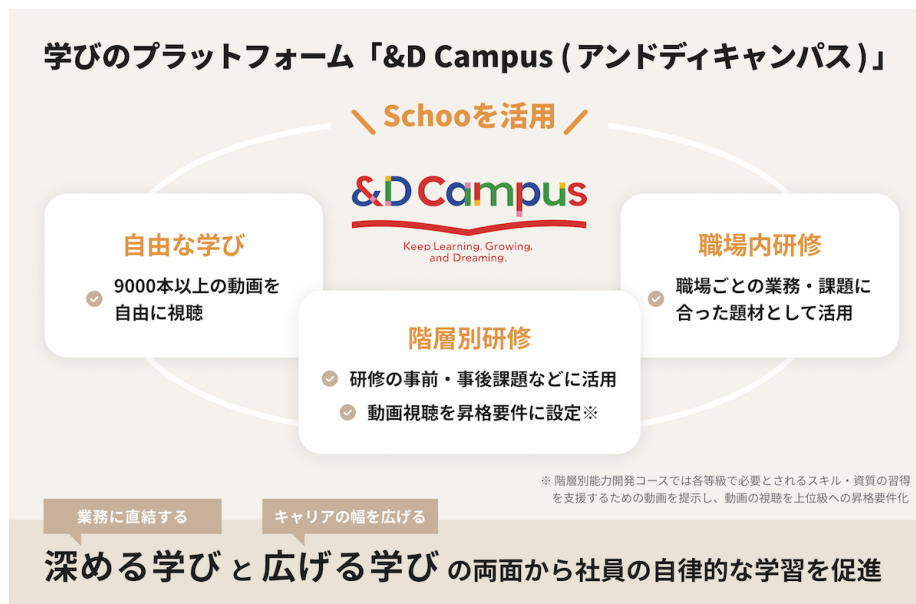 学びのプラットフォーム「&D Campus ( アンドディキャンパス ) 」
Schooを活用
&D Campus
Keep Learning. Growing.
and Dreaming.
自由な学び
9000本以上の動画を
自由に視聴
職場内研修
職場ごとの業務・課題に
合った題材として活用
階層別研修
研修の事前・事後課題などに活用
動画視聴を昇格要件に設定※
※ 階層別能力開発コースでは各等級で必要とされるスキル・資質の習得
を支援するための動画を提示し、動画の視聴を上位級への昇格要件化
業務に直結する
キャリアの幅を広げる
深める学び と 広げる学び の両面から社員の自律的な学習を促進